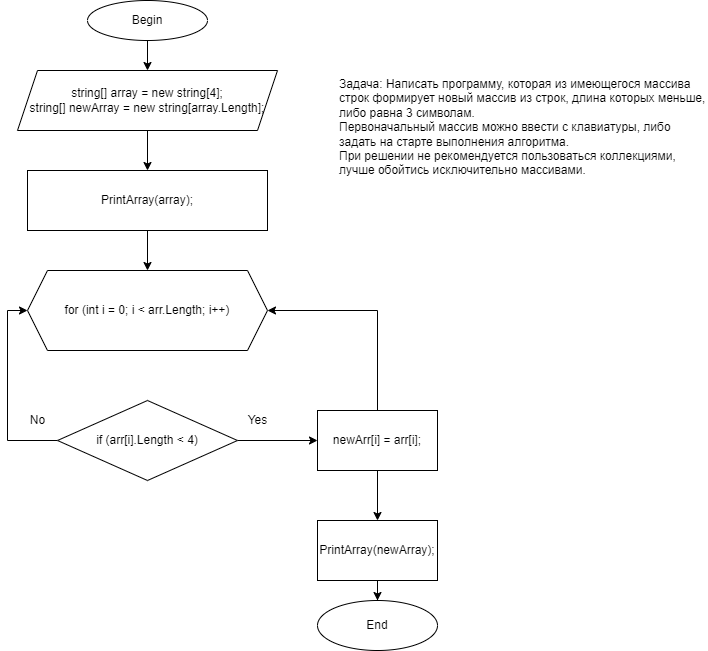 Begin
string[] array = new string[4];
string[] newArray = new string[array.Length];
Задача: Написать программу, которая из имеющегося массива
строк формирует новый массив из строк, длина которых меньше,
либо равна 3 символам.
Первоначальный массив можно ввести с клавиатуры, либо
задать на старте выполнения алгоритма.
При решении не рекомендуется пользоваться коллекциями,
лучше обойтись исключительно массивами.
PrintArray(array);
for (int i = 0; i < arr.Length; i++)
No
Yes
if (arr[i].Length < 4)
newArr[i] = arr[i];
PrintArray(newArray);
End